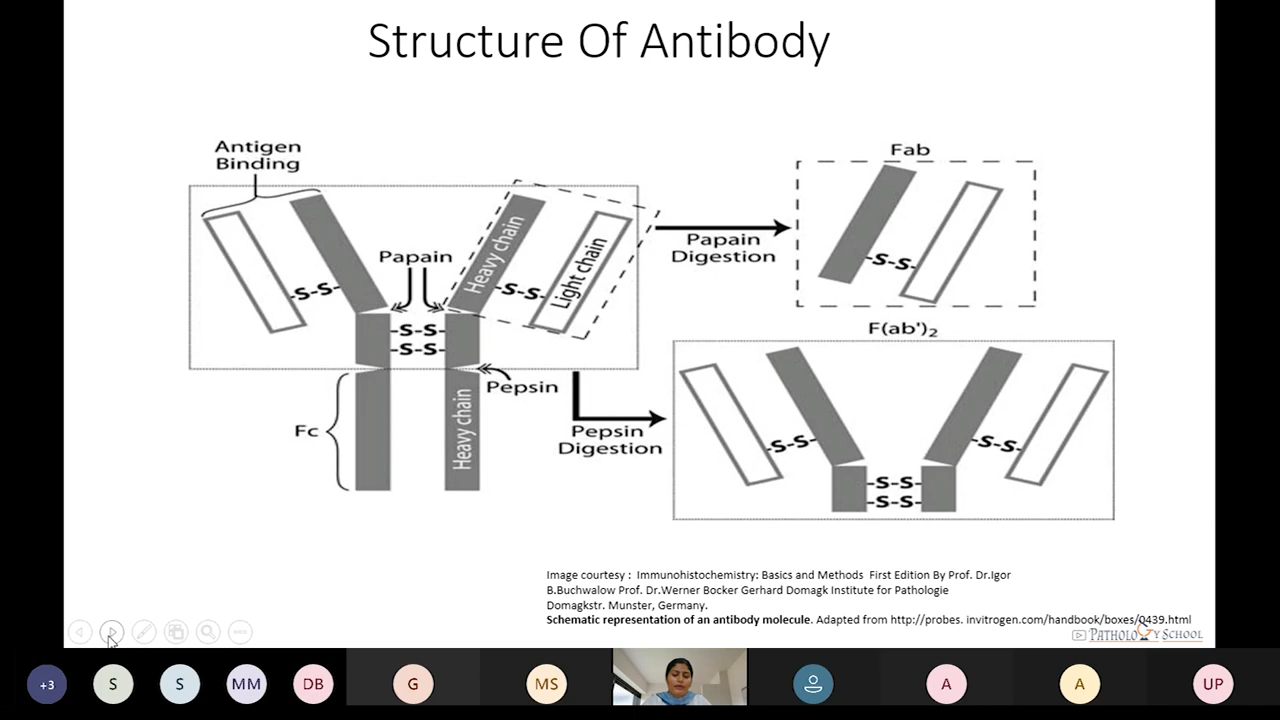 Structure Of Antibody
Antigen
Binding
Papain
Heavy chain
Light chain
-S-S-
-S-S-
-S-S-
-S-S-
Pepsin
Heavy chain
Fc
Papain
Digestion
Fab
-S-S-
Pepsin
Digestion
F(ab')₂
-S-S-
-S-S-
-S-S-
-S-S-
Image courtesy : Immunohistochemistry: Basics and Methods First Edition By Prof. Dr.Igor
B.Buchwalow Prof. Dr.Werner Bocker Gerhard Domagk Institute for Pathologie
Domagkstr. Munster, Germany.
Schematic representation of an antibody molecule. Adapted from http://probes. invitrogen.com/handbook/boxes/0439.html
PATHOLOGY SCHOOL
+3
S
S
MM
DB
G
MS
A
A
UP